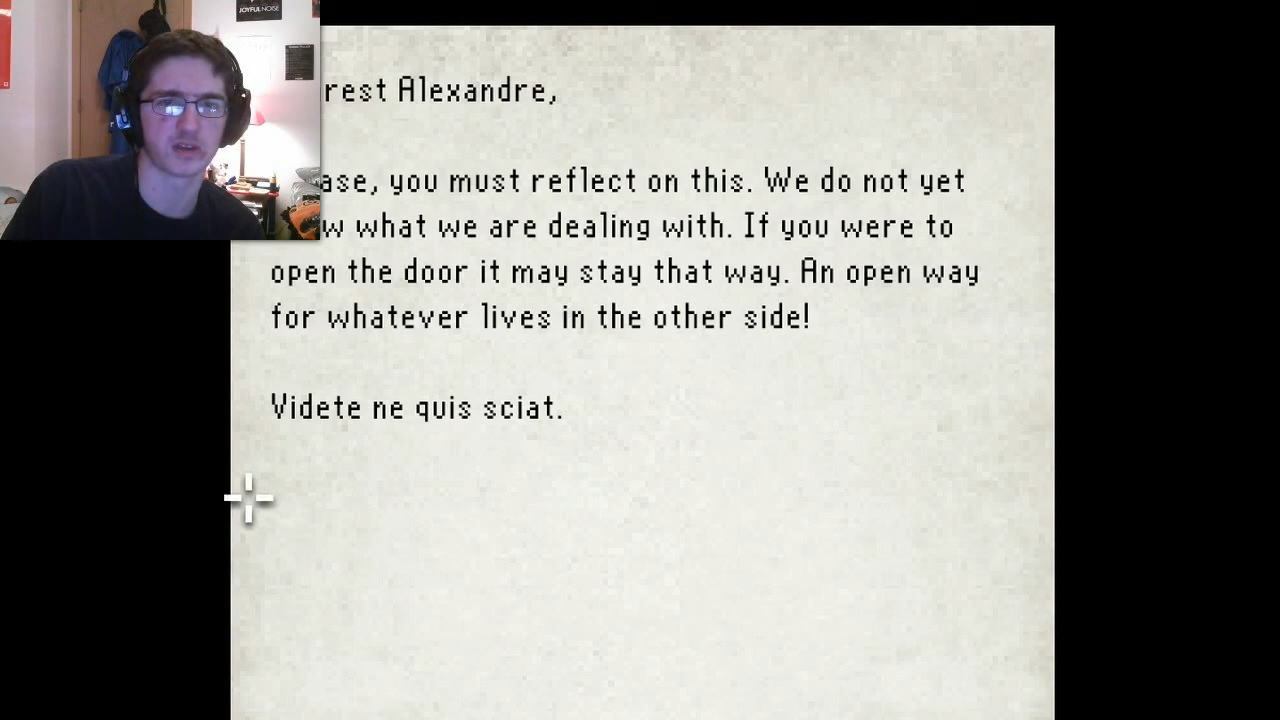 JOYFUL NOISE
rest Alexandre,
ase, you must reflect on this. We do not yet
w what we are dealing with. If you were to
open the door it may stay that way. An open way
for whatever lives in the other side!
Videte ne quis sciat.